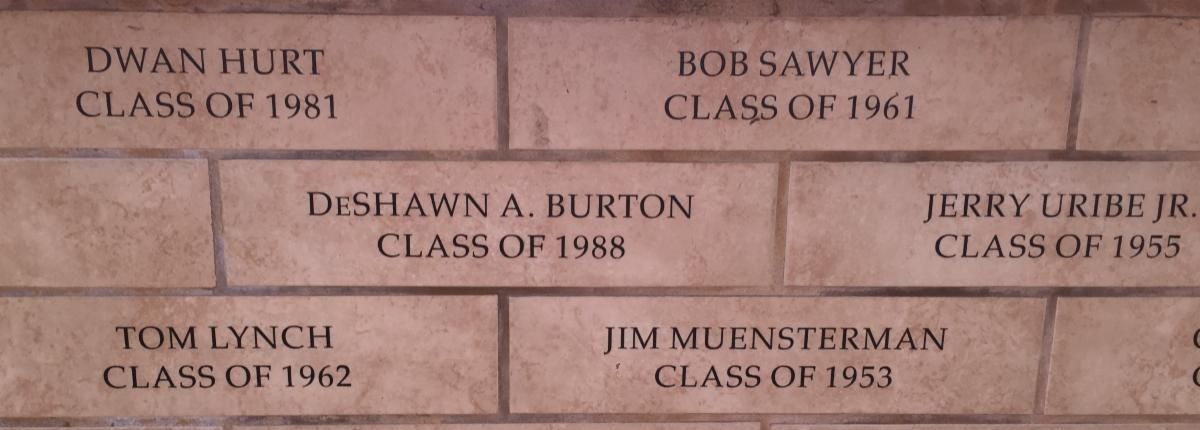 DWAN HURT
CLASS OF 1981
BOB SAWYER
CLASS OF 1961
DeSHAWN A. BURTON
CLASS OF 1988
JERRY URIBE JR.
CLASS OF 1955
TOM LYNCH
CLASS OF 1962
JIM MUENSTERMAN
CLASS OF 1953